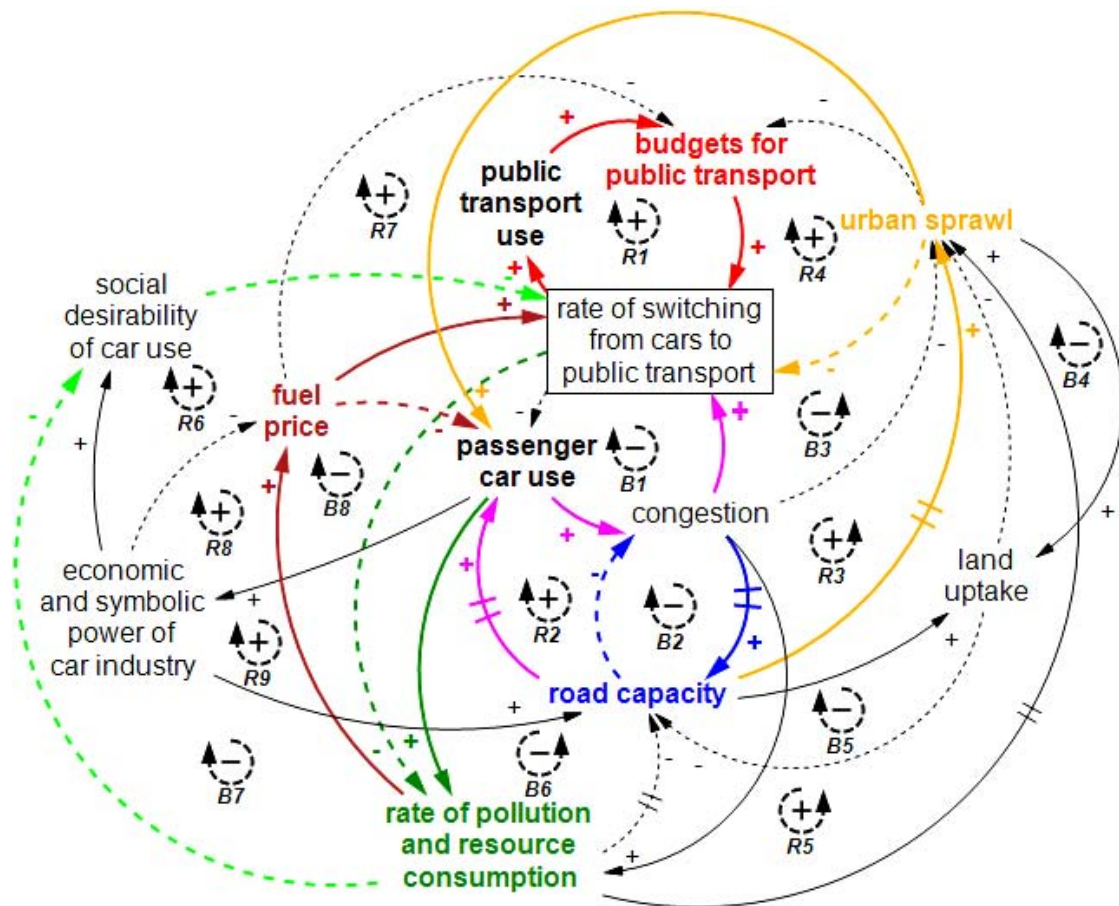 -
-
+
budgets for
public transport
public
transport
use
R7
+
R1
+
R4
+
urban sprawl
+
+
+
-
social
desirability
of car use
+
rate of switching
from cars to
public transport
+
-
B4
-
-
R6
+
fuel
price
-
-
+
-
+
-
B3
-
+
-
passenger
car use
B1
-
B8
-
+
R8
+
congestion
+
+
-
R3
+
+
land
uptake
economic
and symbolic
power of
car industry
+
R2
+
B2
-
+
+
R9
+
+
road capacity
B5
-
B7
-
-
+
B6
-
-
-
rate of pollution
and resource
consumption
+
R5
+